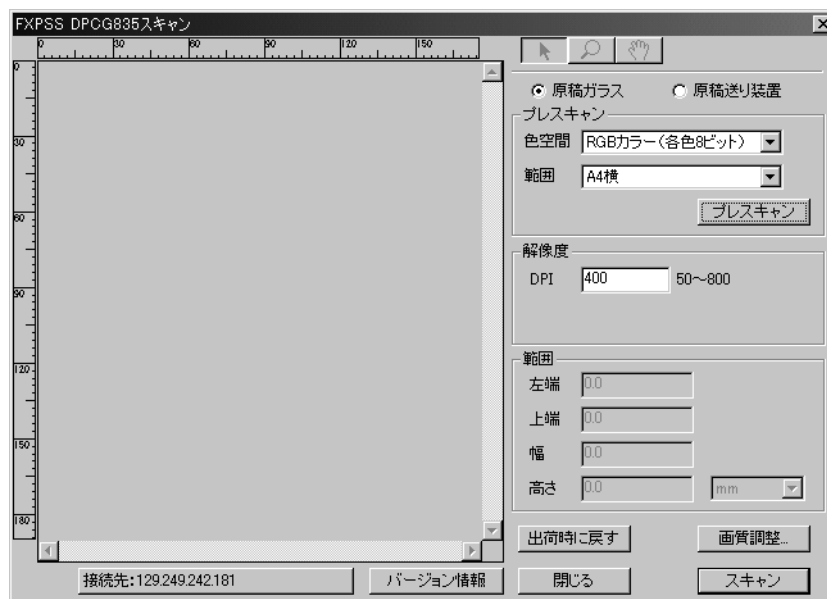 FXPSS DPCG835スキャン
0 30 60 90 120 150
0
30
60
90
120
150
180
原稿ガラス 原稿送り装置
プレスキャン
色空間 RGBカラー(各色8ビット)
範囲 A4横
プレスキャン
解像度
DPI 400 50～800
範囲
左端 0.0
上端 0.0
幅 0.0
高さ 0.0 mm
出荷時に戻す 画質調整...
接続先:129.249.242.181 バージョン情報 閉じる スキャン